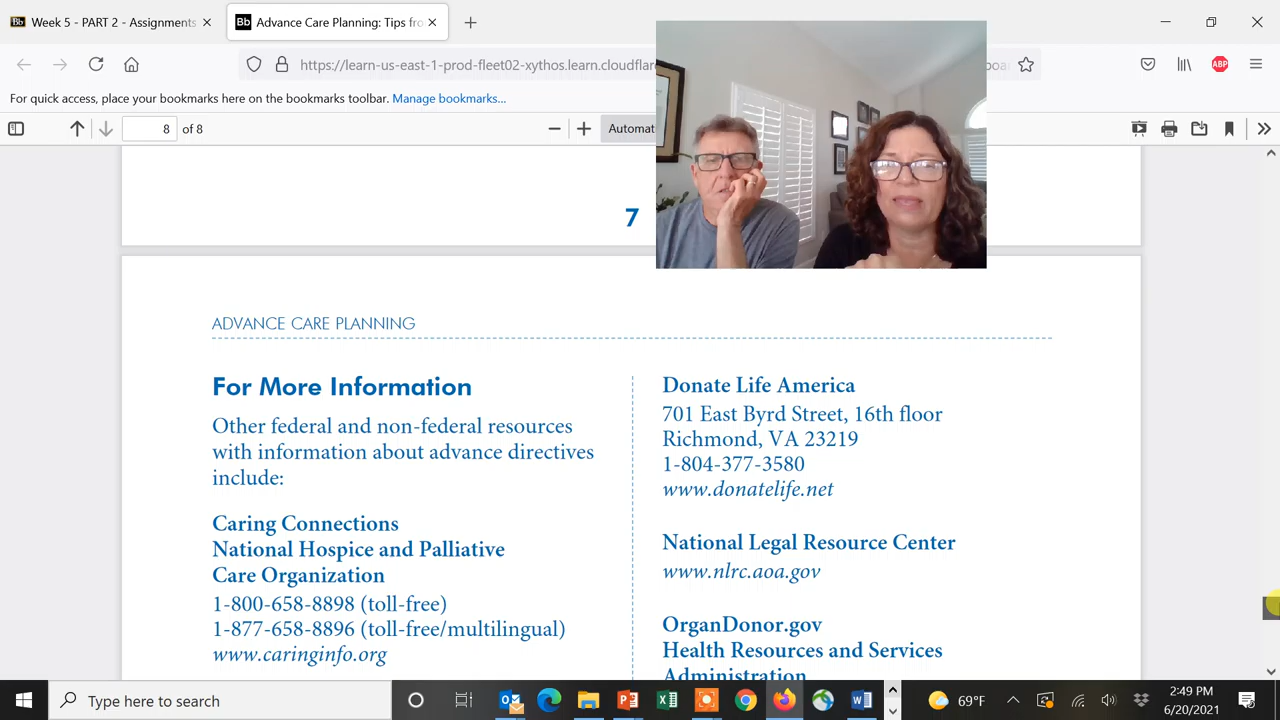 Week 5 - PART 2 - Assignments
Advance Care Planning: Tips fro
https://learn-us-east-1-prod-fleet02-xythos.learn.cloudflare
For quick access, place your bookmarks here on the bookmarks toolbar. Manage bookmarks...
8 of 8
Automat
7
ADVANCE CARE PLANNING
For More Information
Other federal and non-federal resources
with information about advance directives
include:
Caring Connections
National Hospice and Palliative
Care Organization
1-800-658-8898 (toll-free)
1-877-658-8896 (toll-free/multilingual)
www.caringinfo.org
Donate Life America
701 East Byrd Street, 16th floor
Richmond, VA 23219
1-804-377-3580
www.donatelife.net
National Legal Resource Center
www.nlrc.aoa.gov
OrganDonor.gov
Health Resources and Services
Administration
Type here to search
69°F
2:49 PM
6/20/2021